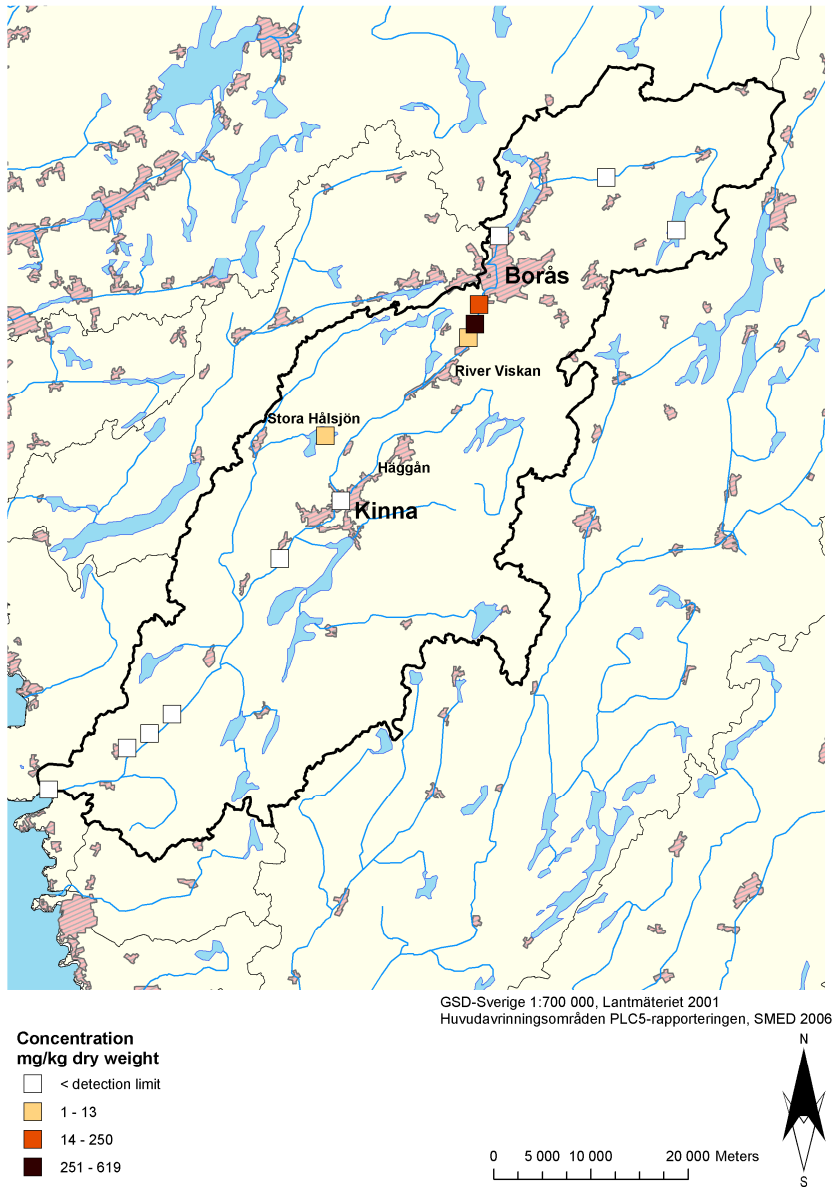 Borås
River Viskan
Stora Hålsjön
Häggån
Kinna
GSD-Sverige 1:700 000, Lantmäteriet 2001
Huvudavrinningsområden PLC5-rapporteringen, SMED 2006
Concentration
mg/kg dry weight
< detection limit
1 - 13
14 - 250
251 - 619
N
0 5 000 10 000 20 000 Meters
S